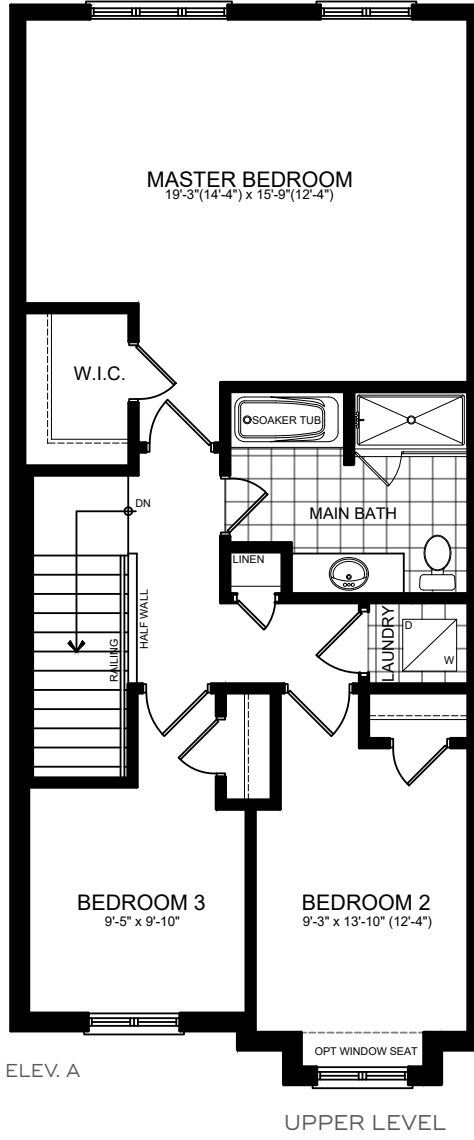 MASTER BEDROOM
19'-3"(14'-4") x 15'-9"(12'-4")
W.I.C.
SOAKER TUB
DN
MAIN BATH
LINEN
HALF WALL
RAILING
LAUNDRY
D
W
BEDROOM 3
9'-5" x 9'-10"
BEDROOM 2
9'-3" x 13'-10" (12'-4")
OPT WINDOW SEAT
ELEV. A
UPPER LEVEL